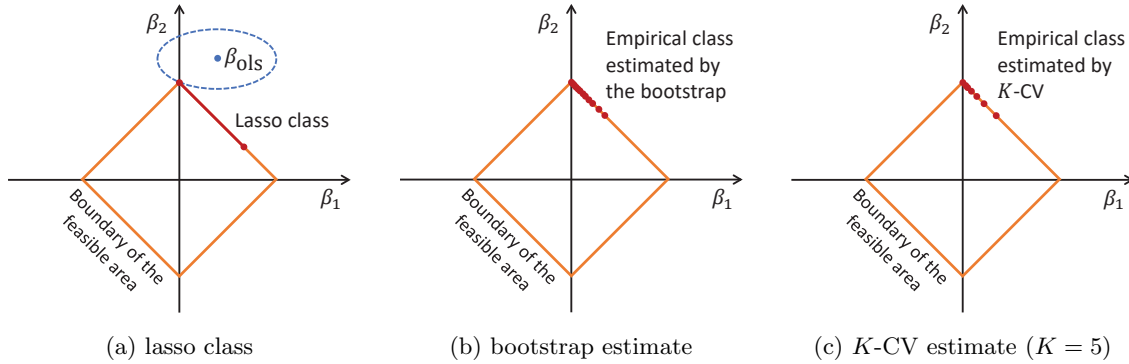 β₂
β_ols
Lasso class
β₁
Boundary of the
feasible area
(a) lasso class
β₂
Empirical class
estimated by
the bootstrap
β₁
Boundary of the
feasible area
(b) bootstrap estimate
β₂
Empirical class
estimated by
K-CV
β₁
Boundary of the
feasible area
(c) K-CV estimate (K = 5)